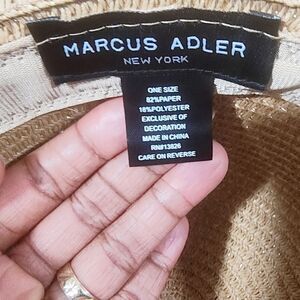 MARCUS ADLER
NEW YORK
ONE SIZE
82%PAPER
18%POLYESTER
EXCLUSIVE OF
DECORATION
MADE IN CHINA
RN#13826
CARE ON REVERSE